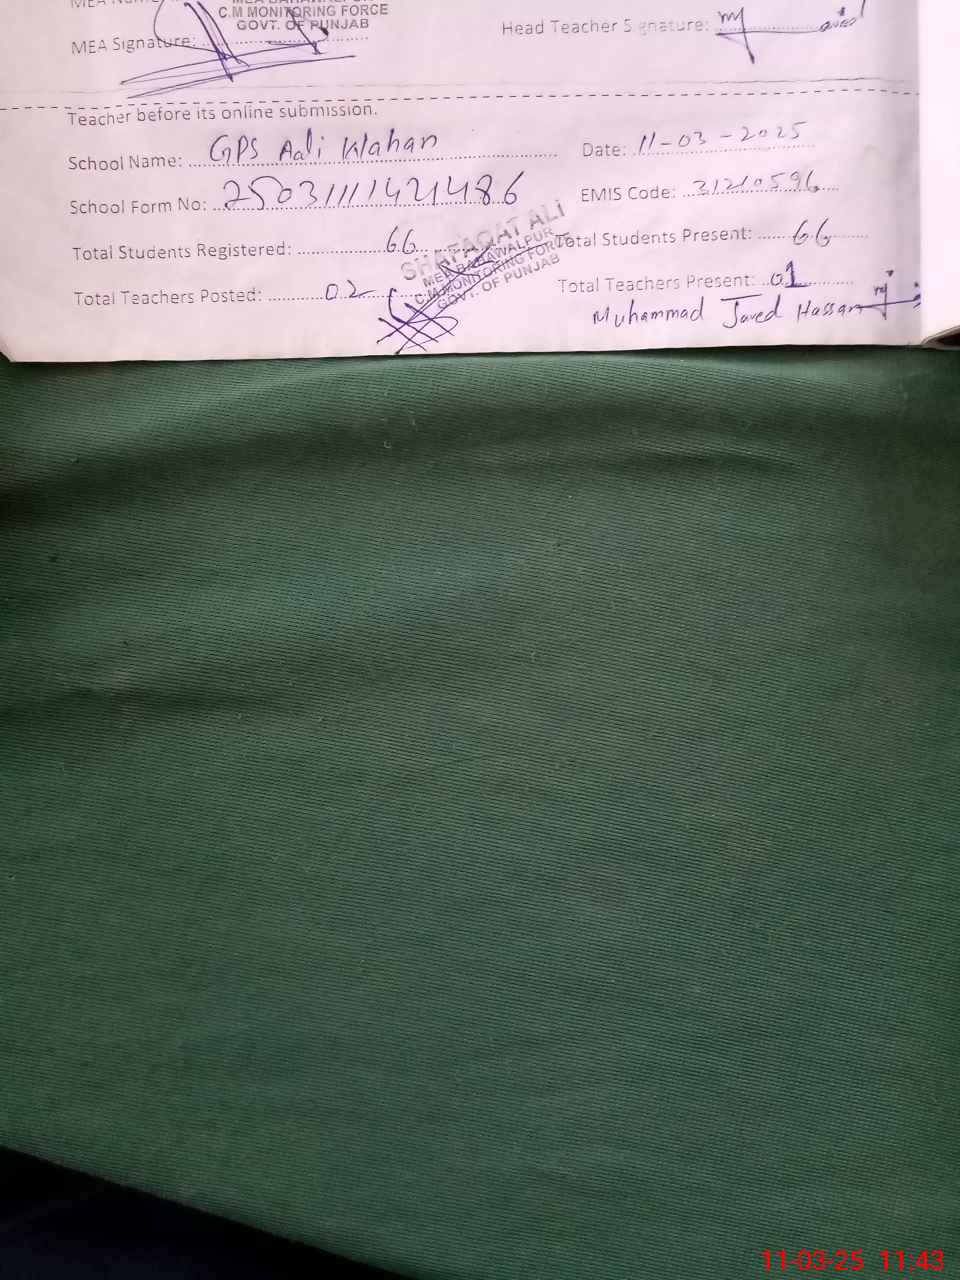 C.M MONITORING FORCE
GOVT. OF PUNJAB
MEA Signature: Head Teacher Signature:
Teacher before its online submission.
School Name: GPS Aali Wahan Date: 11-03-2025
School Form No: 25031111421486 EMIS Code: 31210596
Total Students Registered: 66 Total Students Present: 66
SHAFAQAT ALI
MEA BAHAWALPUR
C.M MONITORING FORCE
GOVT. OF PUNJAB
Total Teachers Posted: 02 Total Teachers Present: 01
Muhammad Javed Hassan
11-03-25 11:43